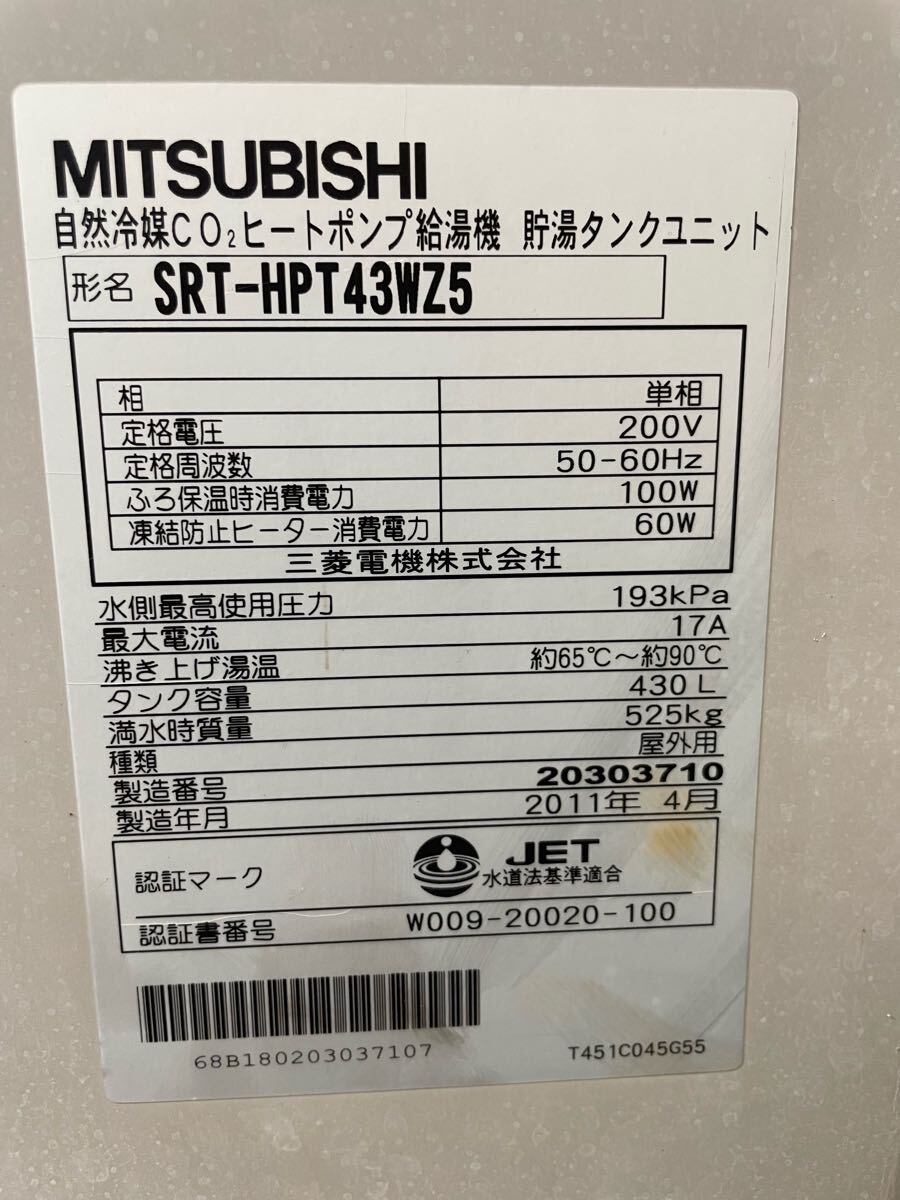 MITSUBISHI
自然冷媒CO₂ヒートポンプ給湯機 貯湯タンクユニット
形名 SRT-HPT43WZ5
相 単相
定格電圧 200V
定格周波数 50-60Hz
ふろ保温時消費電力 100W
凍結防止ヒーター消費電力 60W
三菱電機株式会社
水側最高使用圧力 193kPa
最大電流 17A
沸き上げ湯温 約65℃～約90℃
タンク容量 430L
満水時質量 525kg
種類 屋外用
製造番号 20303710
製造年月 2011年 4月
認証マーク JET
水道法基準適合
認証書番号 W009-20020-100
68B180203037107
T451C045G55